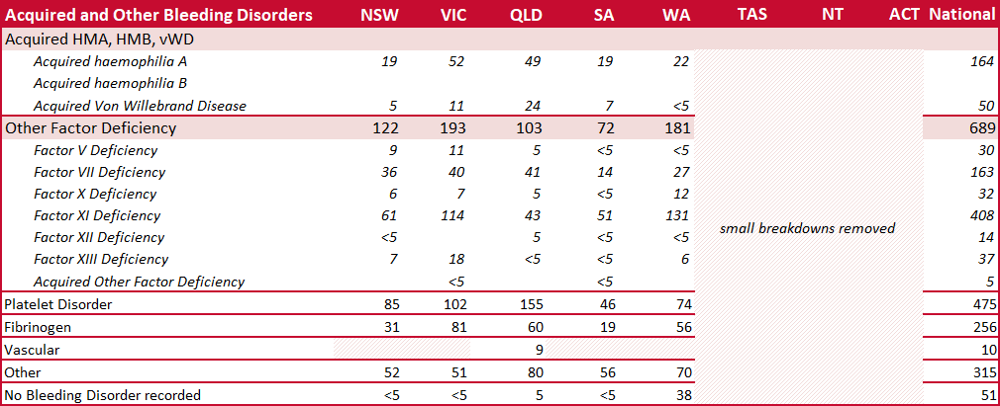 Acquired and Other Bleeding Disorders NSW VIC QLD SA WA TAS NT ACT National
Acquired HMA, HMB, vWD
Acquired haemophilia A 19 52 49 19 22 164
Acquired haemophilia B
Acquired Von Willebrand Disease 5 11 24 7 <5 50
Other Factor Deficiency 122 193 103 72 181 689
Factor V Deficiency 9 11 5 <5 <5 30
Factor VII Deficiency 36 40 41 14 27 163
Factor X Deficiency 6 7 5 <5 12 32
Factor XI Deficiency 61 114 43 51 131 408
small breakdowns removed
Factor XII Deficiency <5 5 <5 <5 14
Factor XIII Deficiency 7 18 <5 <5 6 37
Acquired Other Factor Deficiency <5 <5 5
Platelet Disorder 85 102 155 46 74 475
Fibrinogen 31 81 60 19 56 256
Vascular 9 10
Other 52 51 80 56 70 315
No Bleeding Disorder recorded <5 <5 5 <5 38 51